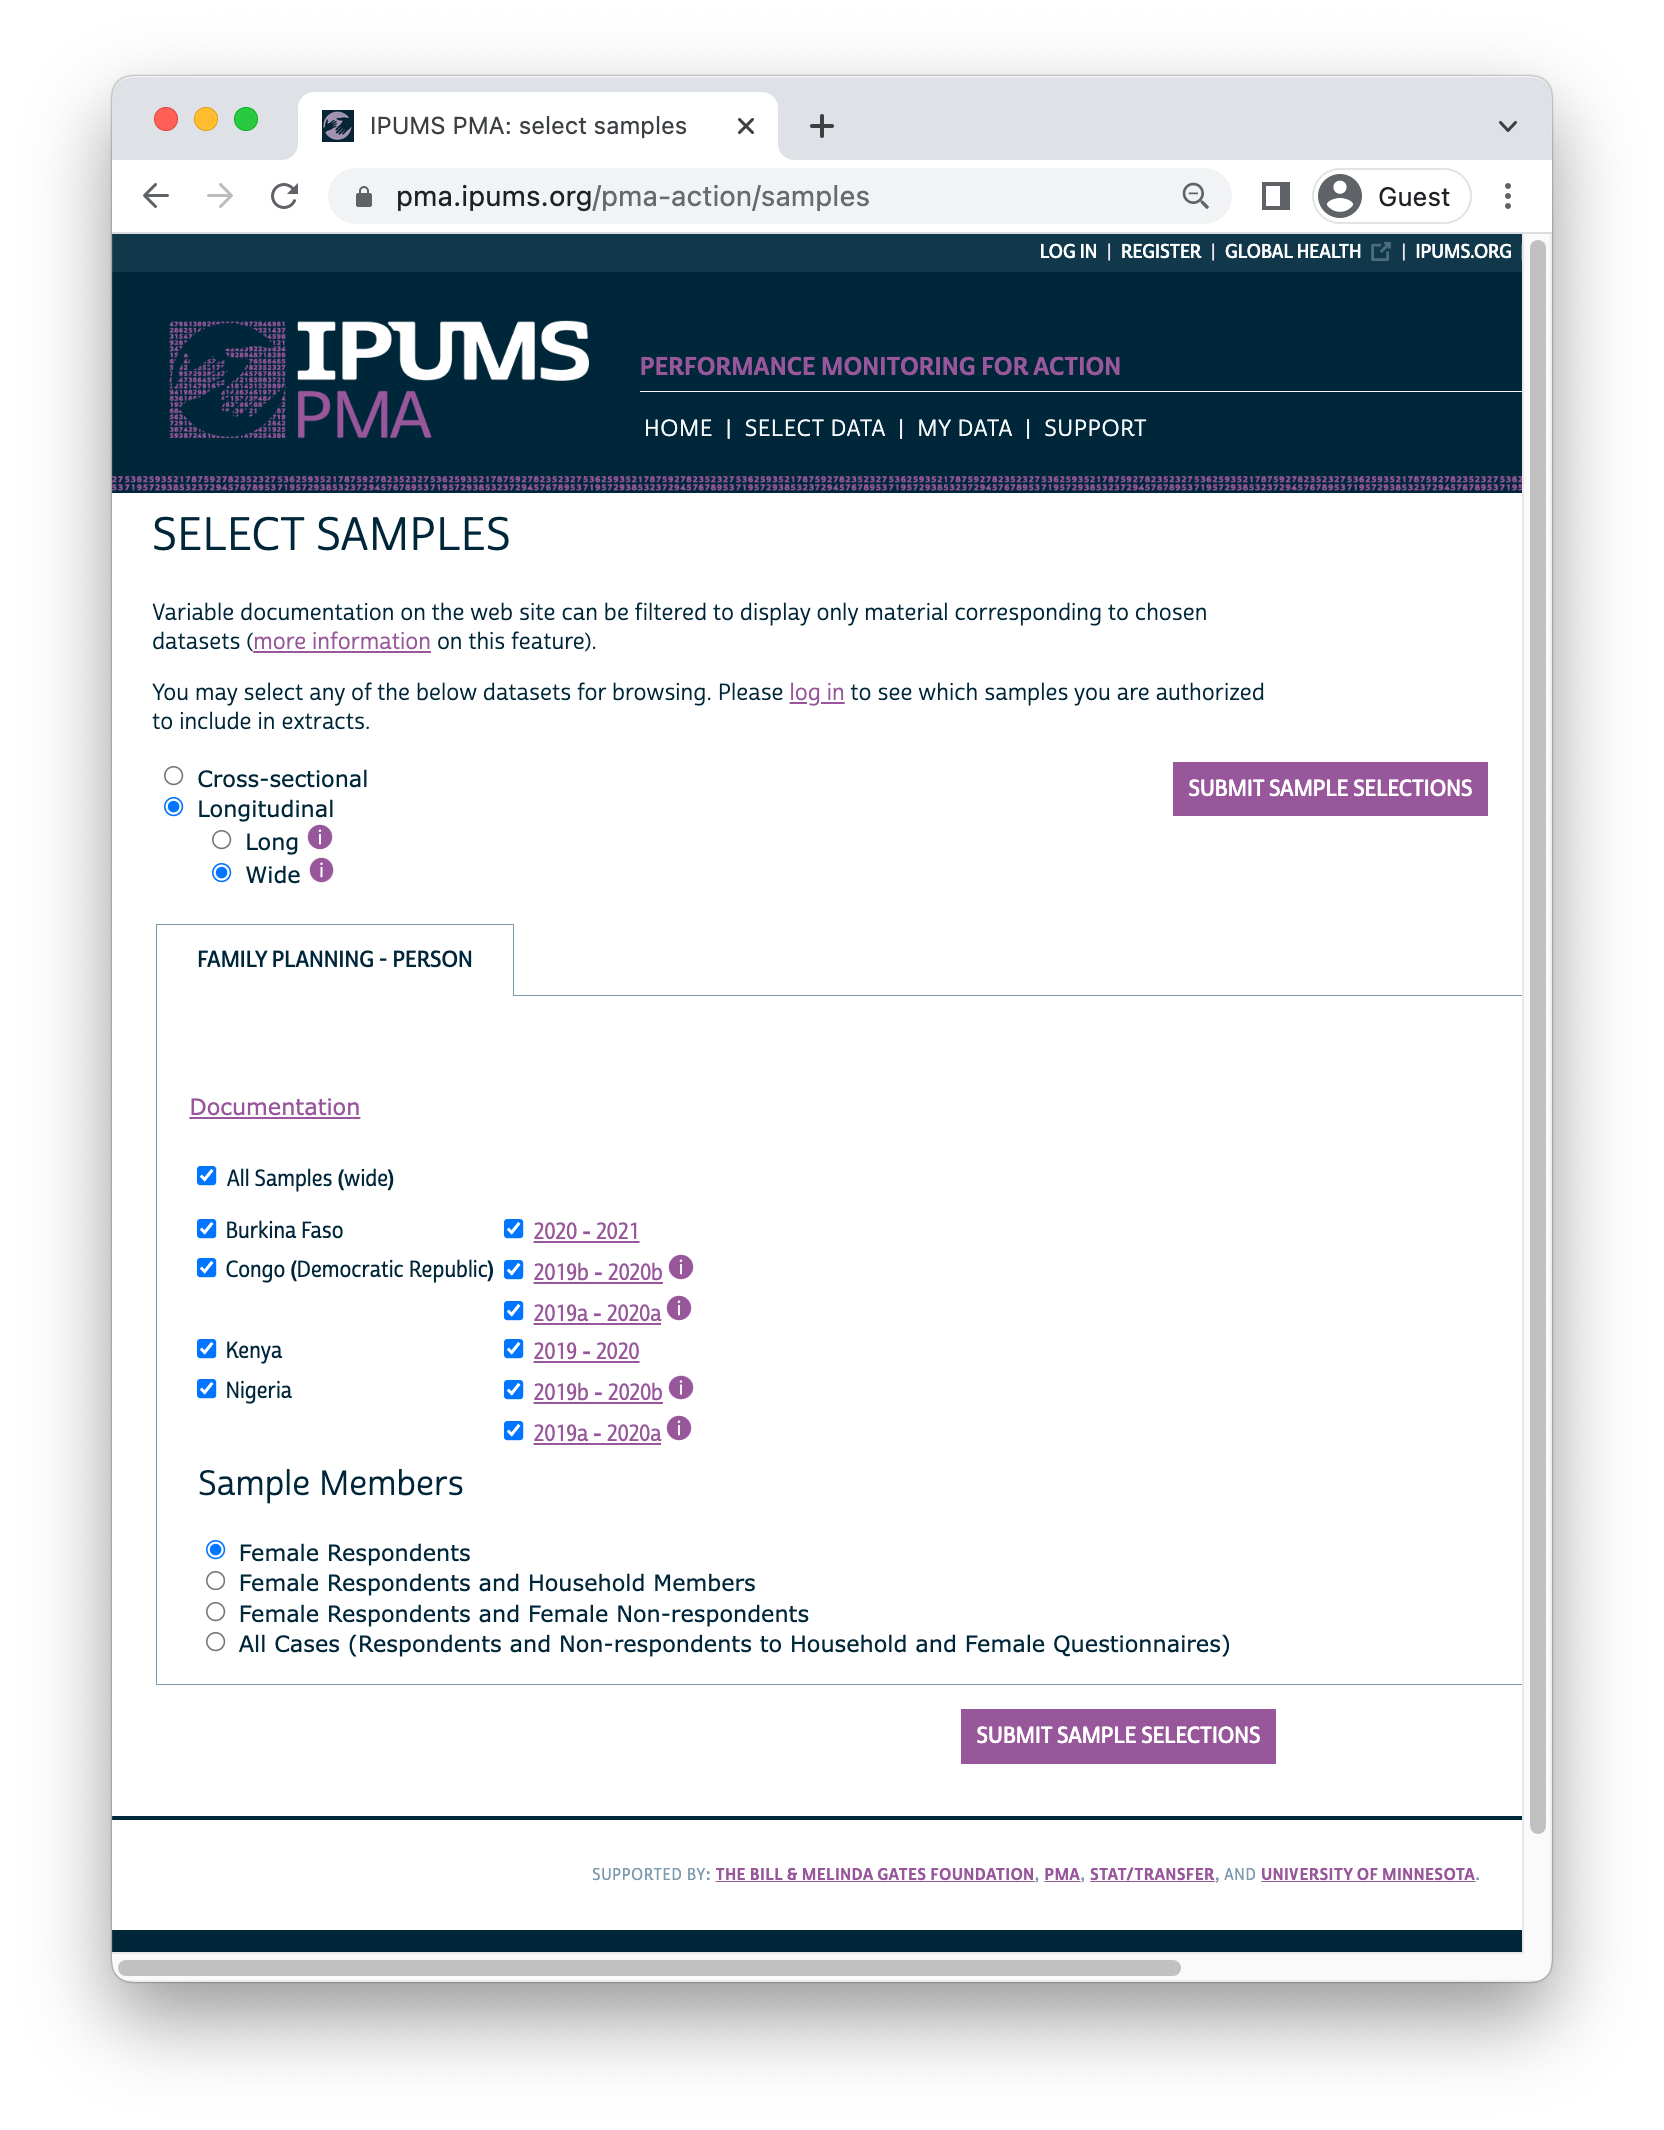 IPUMS PMA: select samples
pma.ipums.org/pma-action/samples
Guest
LOG IN | REGISTER | GLOBAL HEALTH | IPUMS.ORG
IPUMS
PMA
PERFORMANCE MONITORING FOR ACTION
HOME | SELECT DATA | MY DATA | SUPPORT
SELECT SAMPLES
Variable documentation on the web site can be filtered to display only material corresponding to chosen
datasets (more information on this feature).
You may select any of the below datasets for browsing. Please log in to see which samples you are authorized
to include in extracts.
Cross-sectional
SUBMIT SAMPLE SELECTIONS
Longitudinal
Long i
Wide i
FAMILY PLANNING - PERSON
Documentation
All Samples (wide)
Burkina Faso 2020 - 2021
Congo (Democratic Republic) 2019b - 2020b i
2019a - 2020a i
Kenya 2019 - 2020
Nigeria 2019b - 2020b i
2019a - 2020a i
Sample Members
Female Respondents
Female Respondents and Household Members
Female Respondents and Female Non-respondents
All Cases (Respondents and Non-respondents to Household and Female Questionnaires)
SUBMIT SAMPLE SELECTIONS
SUPPORTED BY: THE BILL & MELINDA GATES FOUNDATION, PMA, STAT/TRANSFER, AND UNIVERSITY OF MINNESOTA.